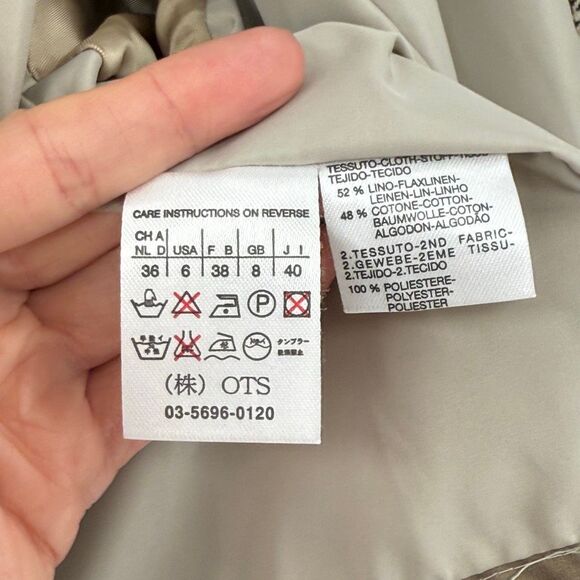 CARE INSTRUCTIONS ON REVERSE
CH A NL D USA F B GB J I
36 6 38 8 40
P
タンブラー
乾燥禁止
(株) OTS
03-5696-0120
TESSUTO-CLOTH-STOFF-TISSU
TEJIDO-TECIDO
52 % LINO-FLAXLINEN-
LEINEN-LIN-LINHO
48 % COTONE-COTTON-
BAUMWOLLE-COTON-
ALGODON-ALGODÃO
2.TESSUTO-2ND FABRIC-
2.GEWEBE-2EME TISSU-
2.TEJIDO-2.TECIDO
100 % POLIESTERE-
POLYESTER-
POLIESTER